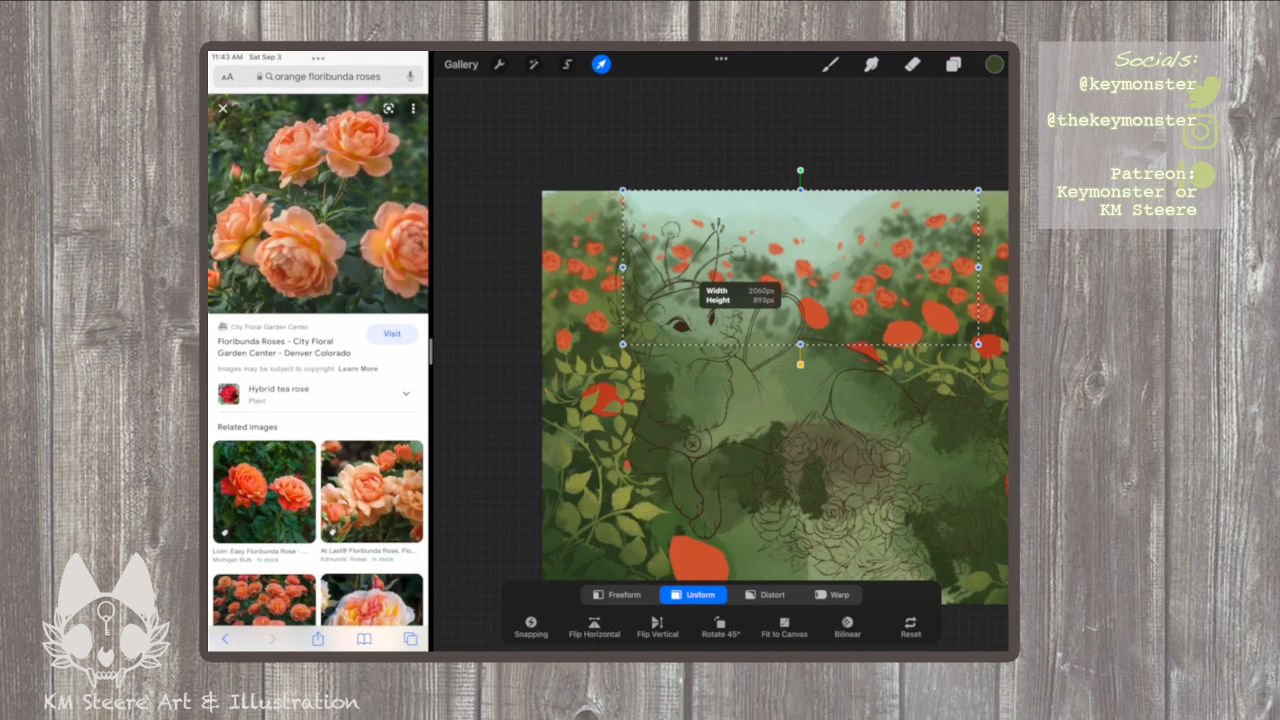 11:43 AM Sat Sep 3
AA
orange floribunda roses
City Floral Garden Center
Visit
Floribunda Roses - City Floral
Garden Center - Denver Colorado
Images may be subject to copyright. Learn More
Hybrid tea rose
Plant
Related images
Livin' Easy Floribunda Rose - ...
Michigan Bulb · In stock
At Last® Floribunda Rose, Flo...
Edmunds' Roses · In stock
Gallery
Width 2060px
Height 893px
Freeform
Uniform
Distort
Warp
Snapping
Flip Horizontal
Flip Vertical
Rotate 45°
Fit to Canvas
Bilinear
Reset
Socials:
@keymonster
@thekeymonster
Patreon:
Keymonster or
KM Steere
KM Steere Art & Illustration